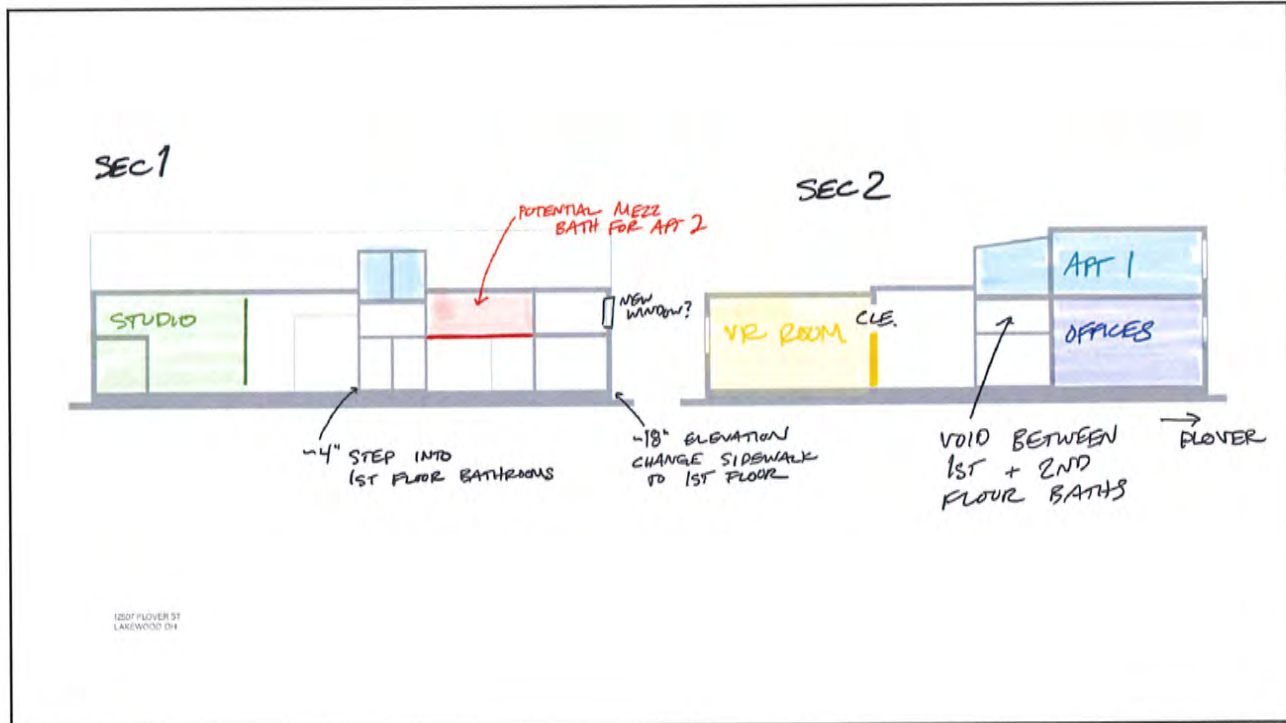 SEC 1
POTENTIAL MEZZ
BATH FOR APT 2
STUDIO
NEW
WINDOW?
~4" STEP INTO
1ST FLOOR BATHROOMS
~18" ELEVATION
CHANGE SIDEWALK
TO 1ST FLOOR
SEC 2
APT 1
VR ROOM
CLE.
OFFICES
VOID BETWEEN
1ST + 2ND
FLOOR BATHS
PLOVER
12507 PLOVER ST
LAKEWOOD OH